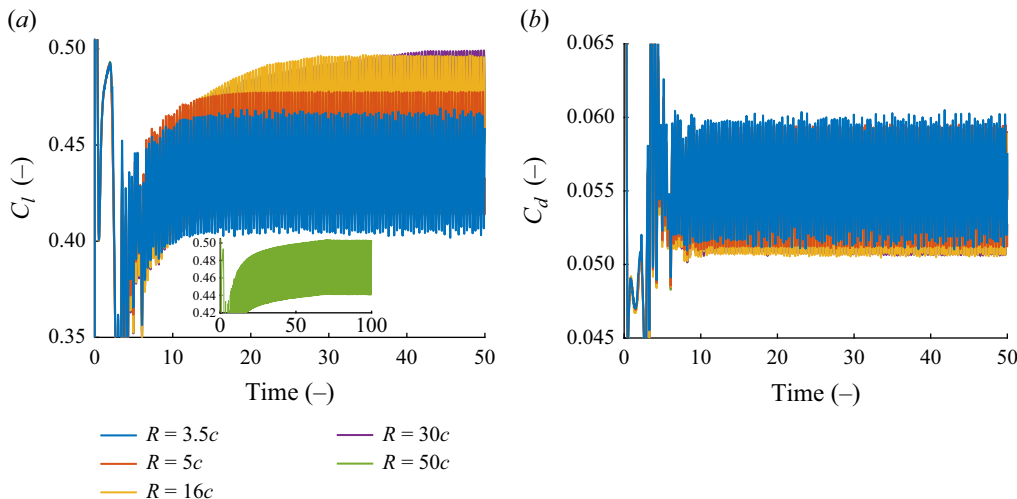 (a)
(b)
0.50
0.45
0.40
0.35
C_l (–)
0.50
0.48
0.46
0.44
0.42
0 50 100
0 10 20 30 40 50
Time (–)
0.065
0.060
0.055
0.050
0.045
C_d (–)
0 10 20 30 40 50
Time (–)
R = 3.5c
R = 5c
R = 16c
R = 30c
R = 50c